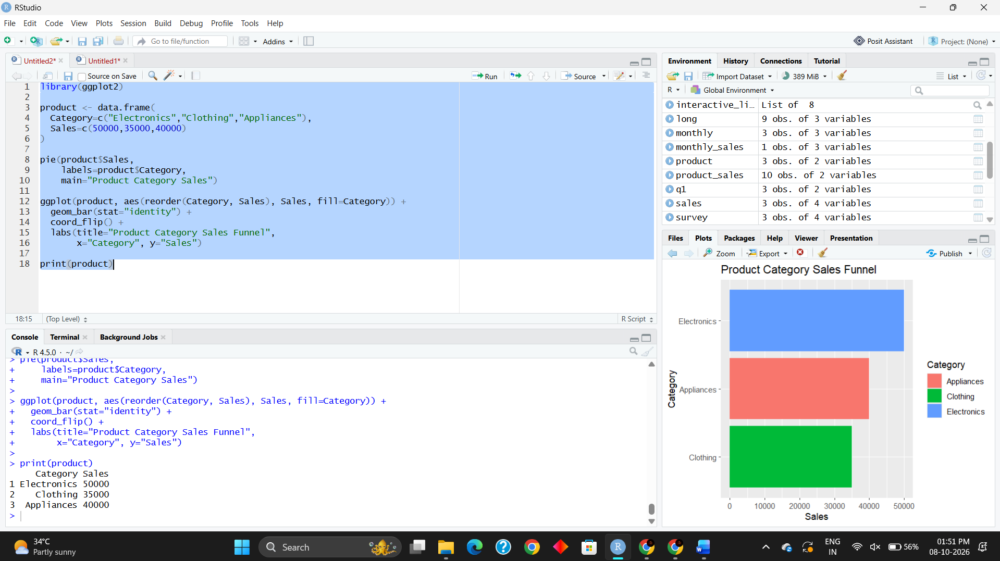 RStudio
File Edit Code View Plots Session Build Debug Profile Tools Help
Go to file/function Addins Posit Assistant Project: (None)
Untitled2* Untitled1*
Source on Save Run Source
1 library(ggplot2)
2
3 product <- data.frame(
4   Category=c("Electronics","Clothing","Appliances"),
5   Sales=c(50000,35000,40000)
6 )
7
8 pie(product$Sales,
9     labels=product$Category,
10     main="Product Category Sales")
11
12 ggplot(product, aes(reorder(Category, Sales), Sales, fill=Category)) +
13   geom_bar(stat="identity") +
14   coord_flip() +
15   labs(title="Product Category Sales Funnel",
16        x="Category", y="Sales")
17
18 print(product)
18:15 (Top Level) R Script
Console Terminal Background Jobs
R R 4.5.0 · ~/
> pie(product$Sales,
+     labels=product$Category,
+     main="Product Category Sales")
>
> ggplot(product, aes(reorder(Category, Sales), Sales, fill=Category)) +
+   geom_bar(stat="identity") +
+   coord_flip() +
+   labs(title="Product Category Sales Funnel",
+        x="Category", y="Sales")
>
> print(product)
     Category Sales
1 Electronics 50000
2    Clothing 35000
3  Appliances 40000
>
Environment History Connections Tutorial
Import Dataset 389 MiB List
R Global Environment
interactive_li… List of  8
long 9 obs. of 3 variables
monthly 3 obs. of 3 variables
monthly_sales 1 obs. of 3 variables
product 3 obs. of 2 variables
product_sales 10 obs. of 2 variables
q1 3 obs. of 2 variables
sales 3 obs. of 4 variables
survey 3 obs. of 4 variables
Files Plots Packages Help Viewer Presentation
Zoom Export Publish
Product Category Sales Funnel
Electronics
Appliances
Clothing
Category
0 10000 20000 30000 40000 50000
Sales
Category
Appliances
Clothing
Electronics
34°C
Partly sunny
Search
ENG
IN
56%
01:51 PM
08-10-2026